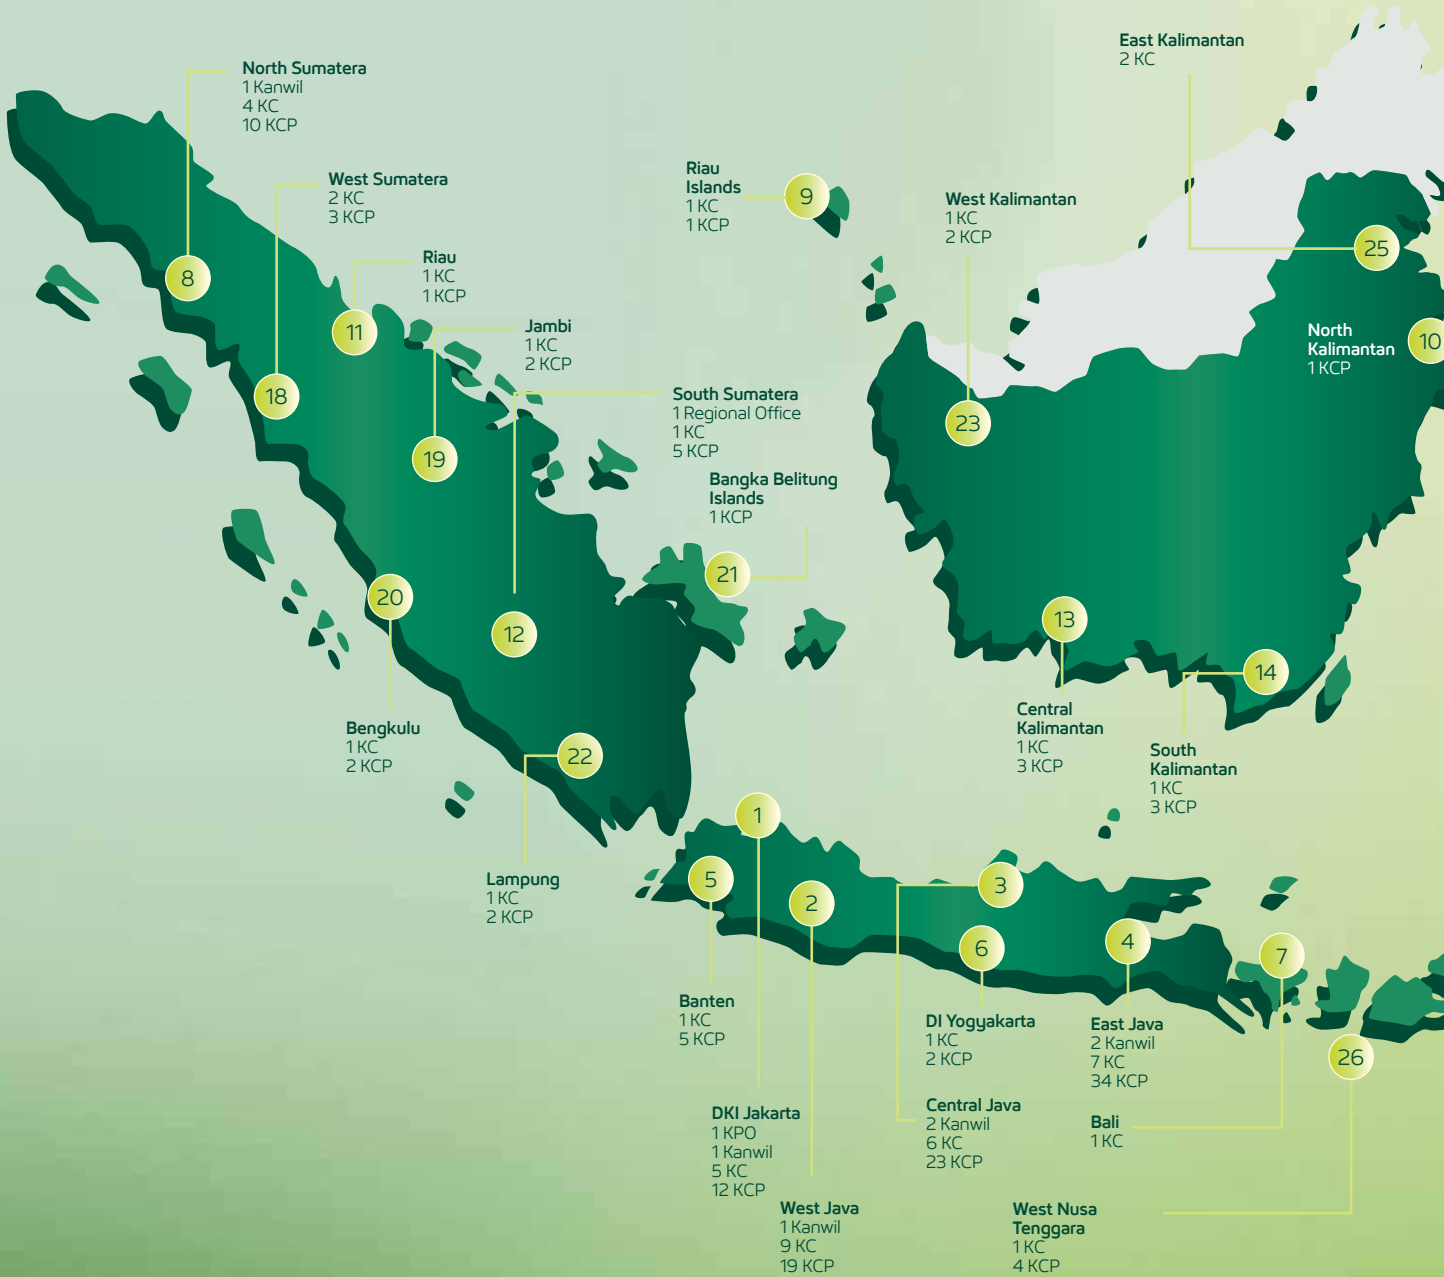 East Kalimantan
2 KC
North Sumatera
1 Kanwil
4 KC
10 KCP
West Sumatera
2 KC
3 KCP
Riau
Islands
1 KC
1 KCP
9
West Kalimantan
1 KC
2 KCP
Riau
1 KC
1 KCP
8
25
11
Jambi
1 KC
2 KCP
North
Kalimantan
1 KCP
10
18
South Sumatera
1 Regional Office
1 KC
5 KCP
23
19
Bangka Belitung
Islands
1 KCP
21
20
12
13
14
Bengkulu
1 KC
2 KCP
22
Central
Kalimantan
1 KC
3 KCP
South
Kalimantan
1 KC
3 KCP
1
Lampung
1 KC
2 KCP
5
2
3
6
4
7
Banten
1 KC
5 KCP
DI Yogyakarta
1 KC
2 KCP
East Java
2 Kanwil
7 KC
34 KCP
26
DKI Jakarta
1 KPO
1 Kanwil
5 KC
12 KCP
Central Java
2 Kanwil
6 KC
23 KCP
Bali
1 KC
West Java
1 Kanwil
9 KC
19 KCP
West Nusa
Tenggara
1 KC
4 KCP